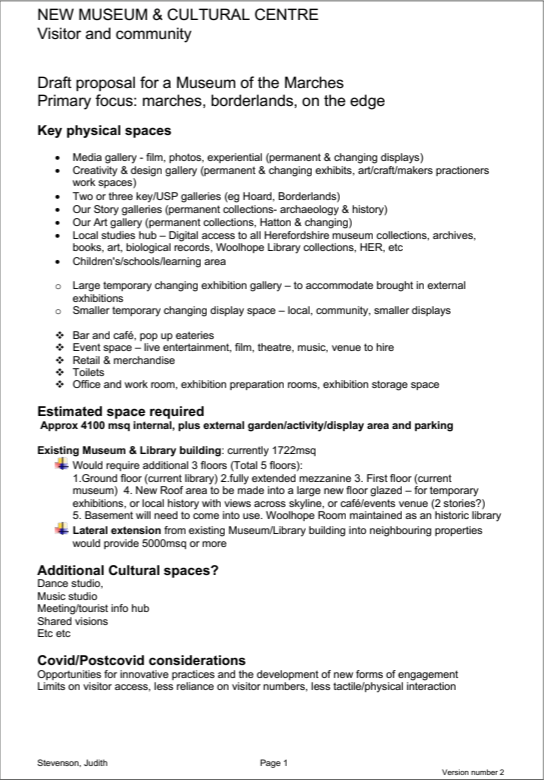 NEW MUSEUM & CULTURAL CENTRE
Visitor and community
Draft proposal for a Museum of the Marches
Primary focus: marches, borderlands, on the edge
Key physical spaces
• Media gallery - film, photos, experiential (permanent & changing displays)
• Creativity & design gallery (permanent & changing exhibits, art/craft/makers practioners
work spaces)
• Two or three key/USP galleries (eg Hoard, Borderlands)
• Our Story galleries (permanent collections- archaeology & history)
• Our Art gallery (permanent collections, Hatton & changing)
• Local studies hub – Digital access to all Herefordshire museum collections, archives,
books, art, biological records, Woolhope Library collections, HER, etc
• Children's/schools/learning area
○ Large temporary changing exhibition gallery – to accommodate brought in external
exhibitions
○ Smaller temporary changing display space – local, community, smaller displays
❖ Bar and café, pop up eateries
❖ Event space – live entertainment, film, theatre, music, venue to hire
❖ Retail & merchandise
❖ Toilets
❖ Office and work room, exhibition preparation rooms, exhibition storage space
Estimated space required
Approx 4100 msq internal, plus external garden/activity/display area and parking
Existing Museum & Library building: currently 1722msq
Would require additional 3 floors (Total 5 floors):
1.Ground floor (current library) 2.fully extended mezzanine 3. First floor (current
museum) 4. New Roof area to be made into a large new floor glazed – for temporary
exhibitions, or local history with views across skyline, or café/events venue (2 stories?)
5. Basement will need to come into use. Woolhope Room maintained as an historic library
Lateral extension from existing Museum/Library building into neighbouring properties
would provide 5000msq or more
Additional Cultural spaces?
Dance studio,
Music studio
Meeting/tourist info hub
Shared visions
Etc etc
Covid/Postcovid considerations
Opportunities for innovative practices and the development of new forms of engagement
Limits on visitor access, less reliance on visitor numbers, less tactile/physical interaction
Stevenson, Judith Page 1
Version number 2